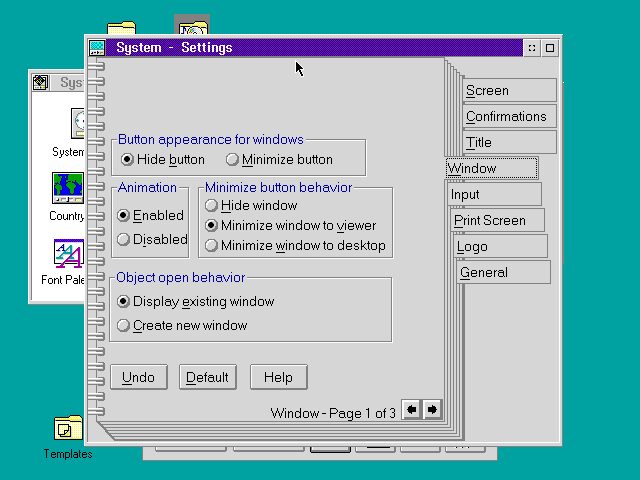 System - Settings
Sys
System
Country
Font Pale
Templates
Button appearance for windows
Hide button
Minimize button
Animation
Enabled
Disabled
Minimize button behavior
Hide window
Minimize window to viewer
Minimize window to desktop
Object open behavior
Display existing window
Create new window
Undo
Default
Help
Window - Page 1 of 3
Screen
Confirmations
Title
Window
Input
Print Screen
Logo
General